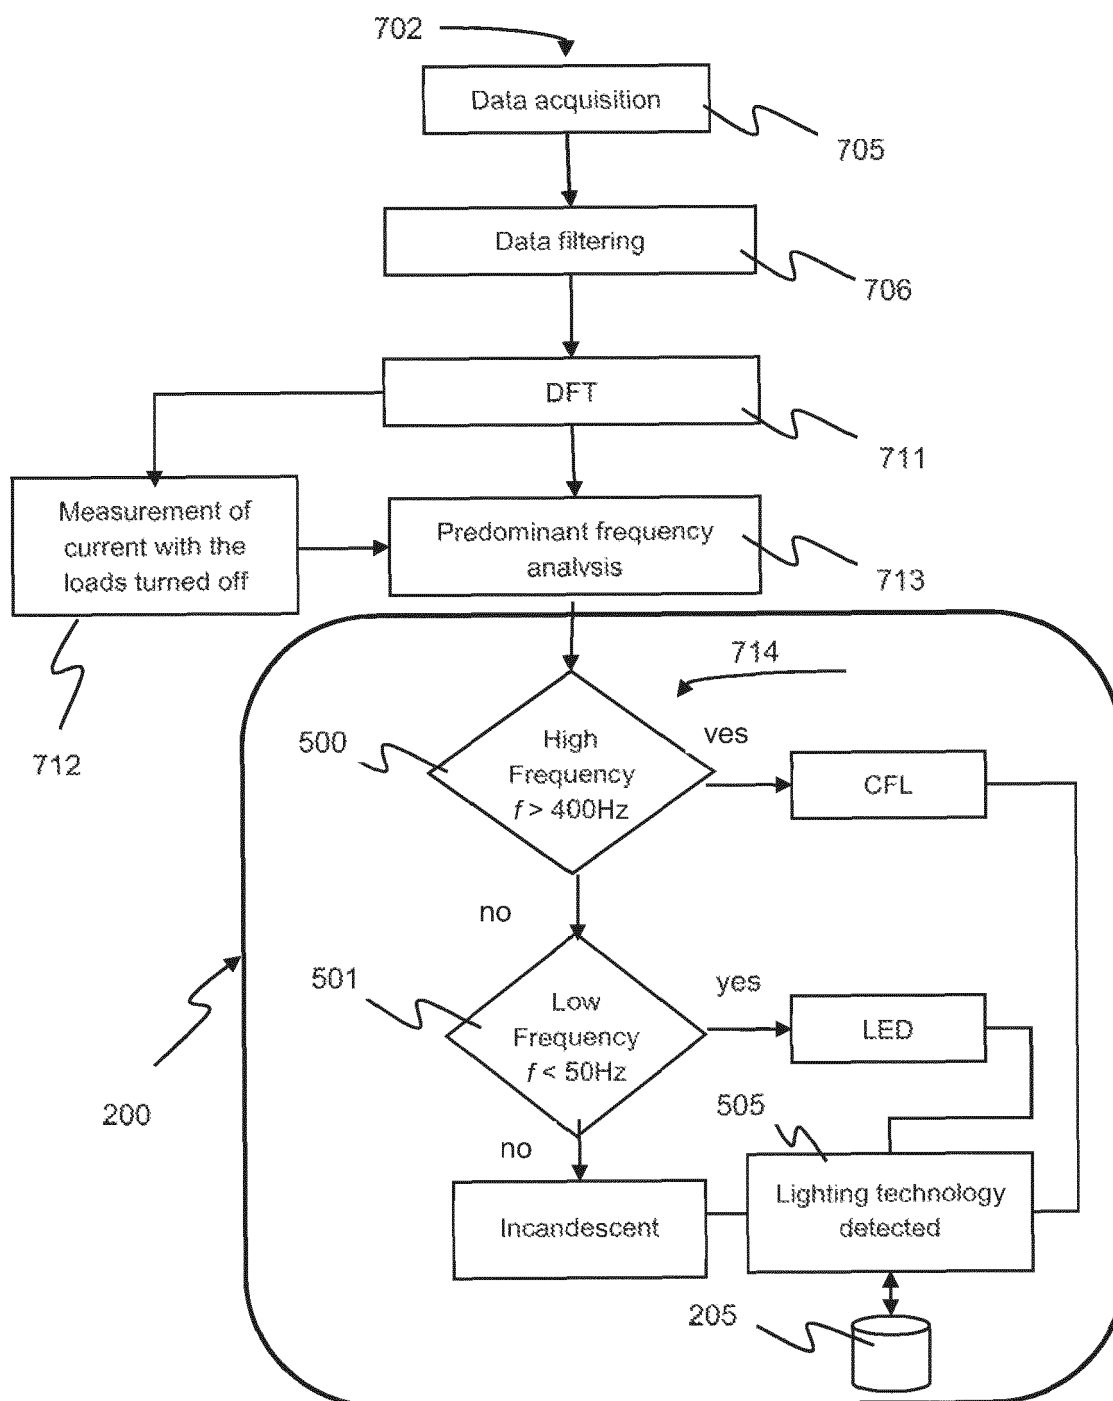 702
Data acquisition
705
Data filtering
706
DFT
711
Measurement of
current with the
loads turned off
712
Predominant frequency
analysis
713
714
500
High
Frequency
f > 400Hz
yes
CFL
no
501
Low
Frequency
f < 50Hz
yes
LED
200
505
no
Incandescent
Lighting technology
detected
205